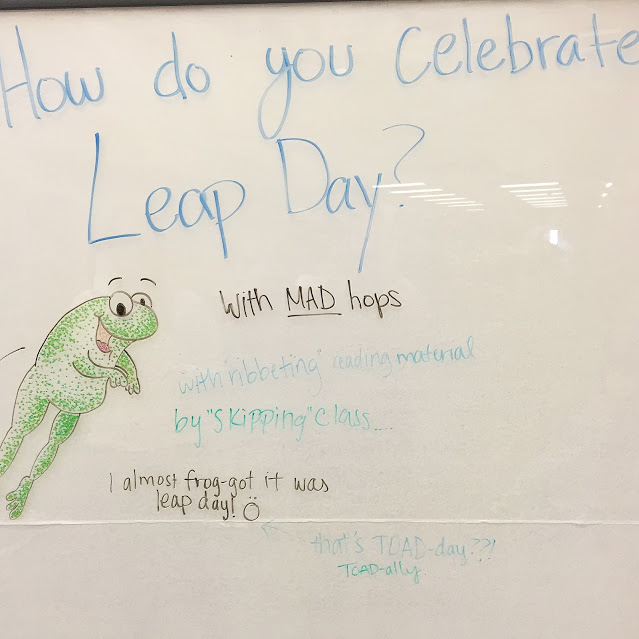 How do you Celebrate
Leap Day?
With MAD hops
with "ribbeting" reading material
by "SKipping" Class....
I almost frog-got it was
leap day!
that's TOAD-day??!
TOAD-ally.